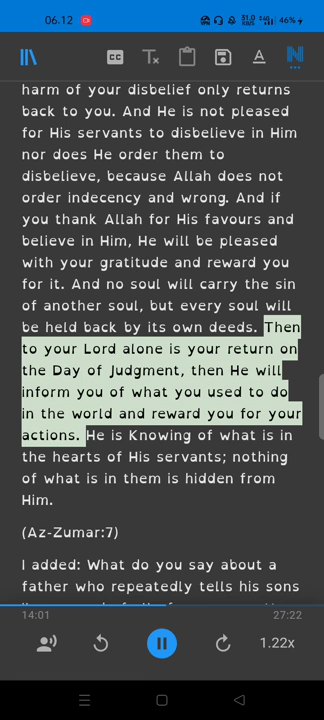 06.12
51.0
KB/S
46%
CC
A
N
harm of your disbelief only returns
back to you. And He is not pleased
for His servants to disbelieve in Him
nor does He order them to
disbelieve, because Allah does not
order indecency and wrong. And if
you thank Allah for His favours and
believe in Him, He will be pleased
with your gratitude and reward you
for it. And no soul will carry the sin
of another soul, but every soul will
be held back by its own deeds. Then
to your Lord alone is your return on
the Day of Judgment, then He will
inform you of what you used to do
in the world and reward you for your
actions. He is Knowing of what is in
the hearts of His servants; nothing
of what is in them is hidden from
Him.
(Az-Zumar:7)
I added: What do you say about a
father who repeatedly tells his sons
14:01
27:22
1.22x